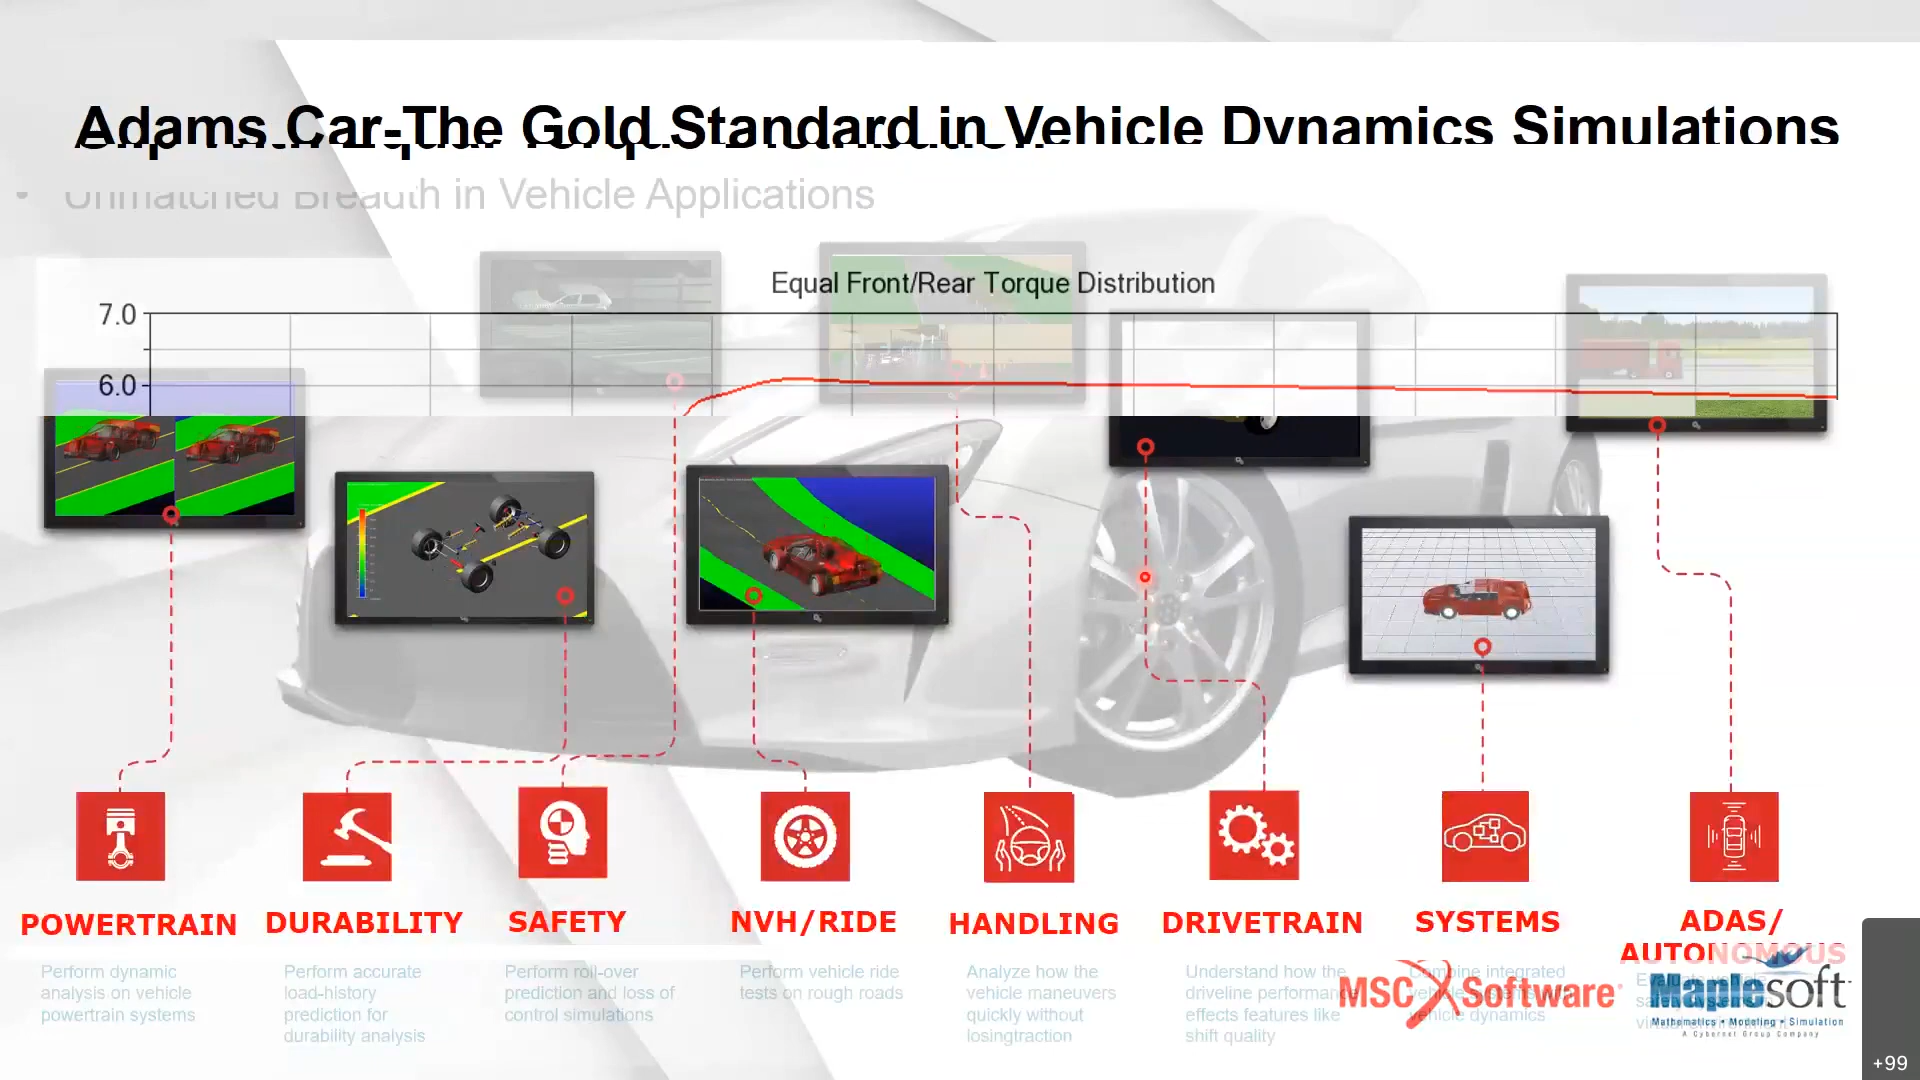 Adams Car-The Gold Standard in Vehicle Dynamics Simulations
• Unmatched Breadth in Vehicle Applications
Equal Front/Rear Torque Distribution
7.0
6.0
POWERTRAIN
DURABILITY
SAFETY
NVH/RIDE
HANDLING
DRIVETRAIN
SYSTEMS
ADAS/
AUTONOMOUS
Perform dynamic
analysis on vehicle
powertrain systems
Perform accurate
load-history
prediction for
durability analysis
Perform roll-over
prediction and loss of
control simulations
Perform vehicle ride
tests on rough roads
Analyze how the
vehicle maneuvers
quickly without
losingtraction
Understand how the
driveline performance
effects features like
shift quality
Combine integrated
vehicle
vehicle dynamics
MSC Software
Maplesoft
Mathematics • Modeling • Simulation
A Cybernet Group Company
+99